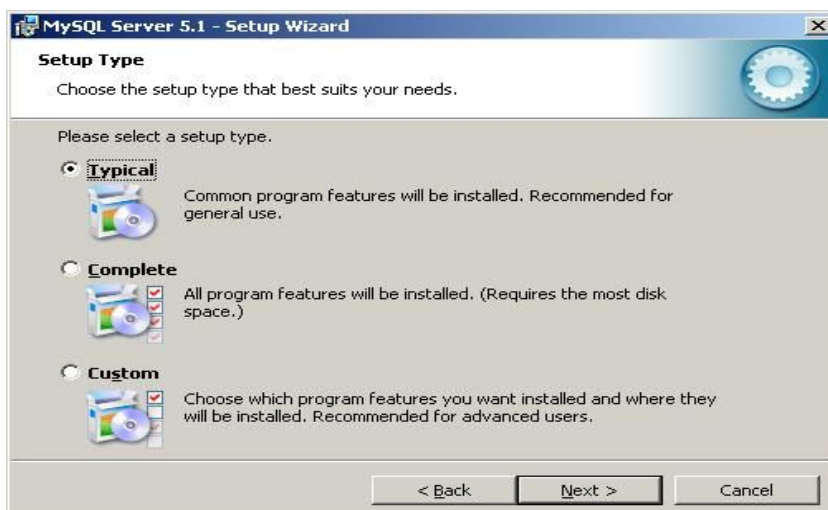 MySQL Server 5.1 - Setup Wizard
Setup Type
Choose the setup type that best suits your needs.
Please select a setup type.
Typical
Common program features will be installed. Recommended for
general use.
Complete
All program features will be installed. (Requires the most disk
space.)
Custom
Choose which program features you want installed and where they
will be installed. Recommended for advanced users.
< Back
Next >
Cancel